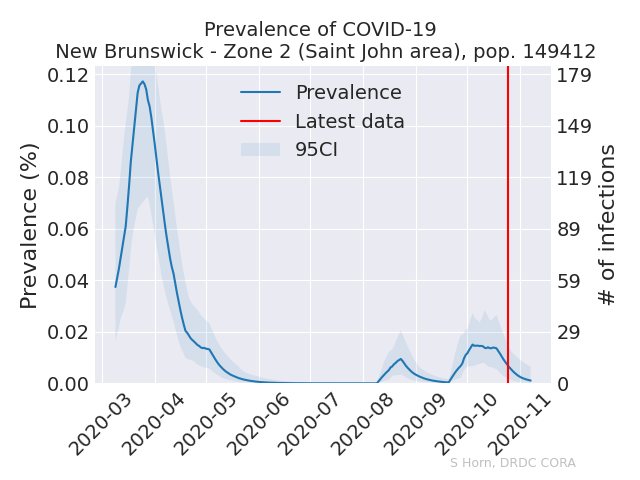 Prevalence of COVID-19
New Brunswick - Zone 2 (Saint John area), pop. 149412
Prevalence (%)
0.12
0.10
0.08
0.06
0.04
0.02
0.00
Prevalence
Latest data
95CI
179
149
119
89
59
29
0
# of infections
2020-03
2020-04
2020-05
2020-06
2020-07
2020-08
2020-09
2020-10
2020-11
S Horn, DRDC CORA